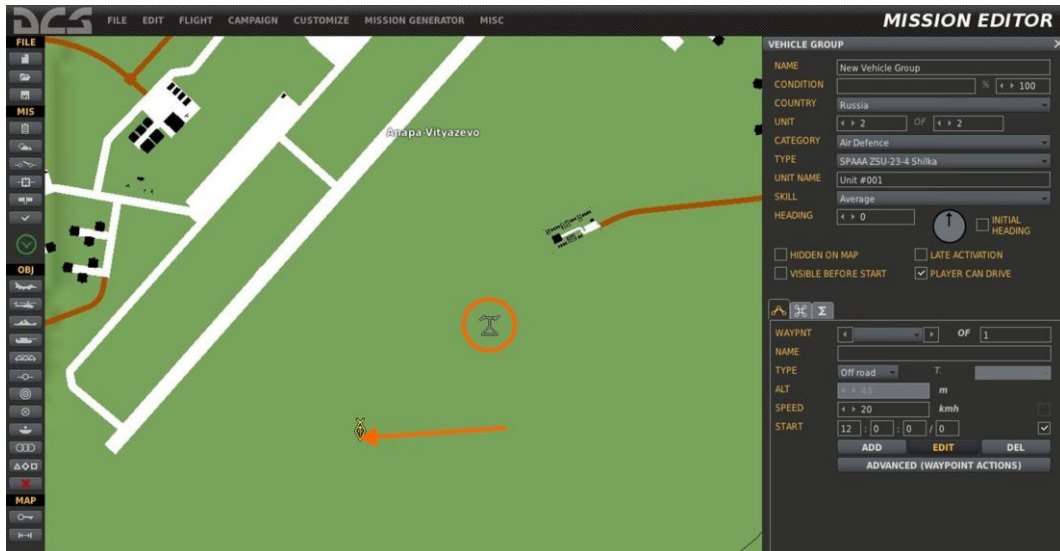 DCS FILE EDIT FLIGHT CAMPAIGN CUSTOMIZE MISSION GENERATOR MISC MISSION EDITOR
FILE
MIS
OBJ
MAP
Anapa-Vityazevo
VEHICLE GROUP X
NAME New Vehicle Group
CONDITION % 100
COUNTRY Russia
UNIT 2 OF 2
CATEGORY Air Defence
TYPE SPAAA ZSU-23-4 Shilka
UNIT NAME Unit #001
SKILL Average
HEADING 0 INITIAL
HEADING
HIDDEN ON MAP LATE ACTIVATION
VISIBLE BEFORE START PLAYER CAN DRIVE
Σ
WAYPNT OF 1
NAME
TYPE Off road T.
ALT 45 m
SPEED 20 kmh
START 12 : 0 : 0 / 0
ADD EDIT DEL
ADVANCED (WAYPOINT ACTIONS)